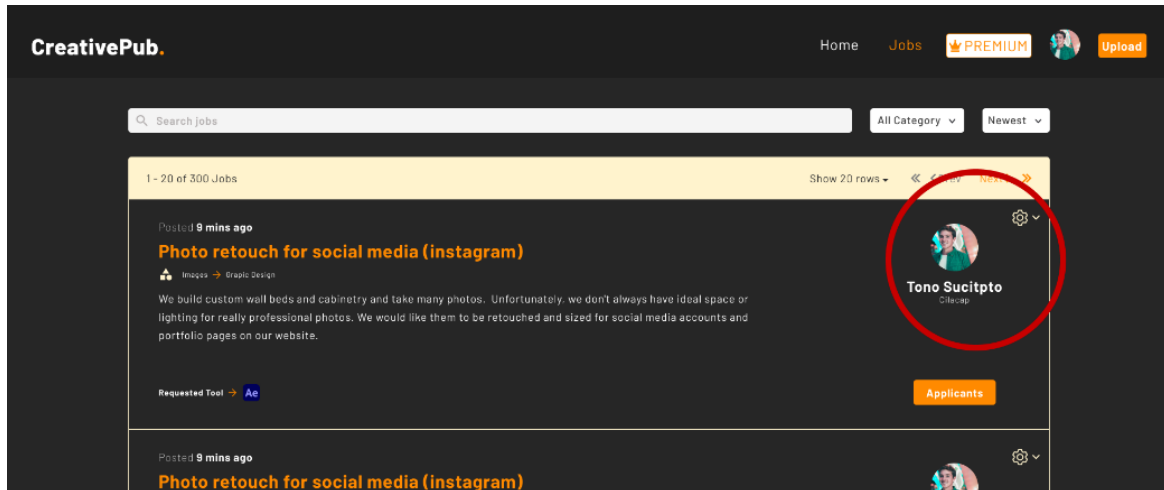 CreativePub.
Home Jobs PREMIUM Upload
Search jobs All Category Newest
1 - 20 of 300 Jobs Show 20 rows Prev Next
Posted 9 mins ago
Photo retouch for social media (instagram)
Images → Grapic Design
We build custom wall beds and cabinetry and take many photos. Unfortunately, we don't always have ideal space or
lighting for really professional photos. We would like them to be retouched and sized for social media accounts and
portfolio pages on our website.
Tono Sucitpto
Cilacap
Requested Tool → Ae
Applicants
Posted 9 mins ago
Photo retouch for social media (instagram)